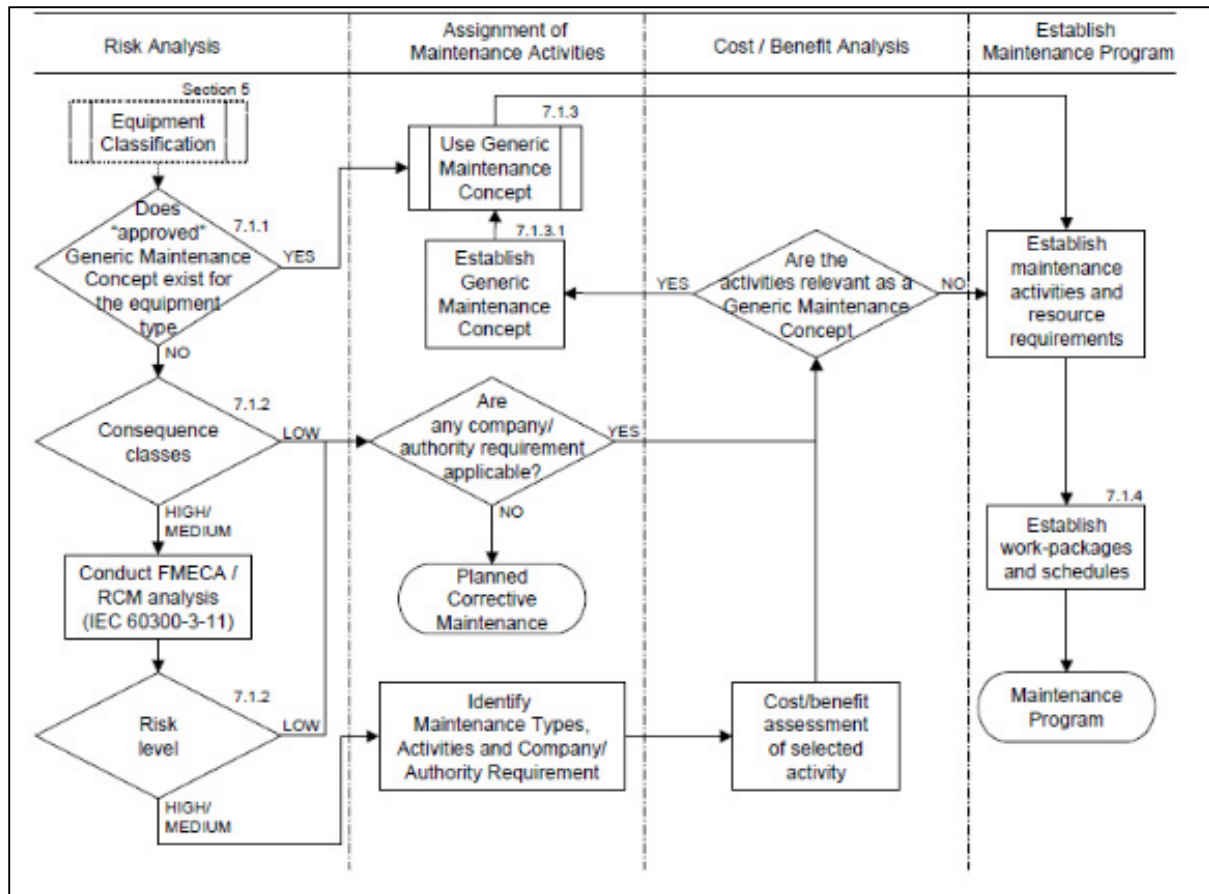 Risk Analysis
Assignment of
Maintenance Activities
Cost / Benefit Analysis
Establish
Maintenance Program
Section 5
Equipment
Classification
7.1.1
Does
"approved"
Generic Maintenance
Concept exist for
the equipment
type
YES
NO
7.1.2
Consequence
classes
LOW
HIGH/
MEDIUM
Conduct FMECA /
RCM analysis
(IEC 60300-3-11)
7.1.2
Risk
level
LOW
HIGH/
MEDIUM
7.1.3
Use Generic
Maintenance
Concept
7.1.3.1
Establish
Generic
Maintenance
Concept
Are
any company/
authority requirement
applicable?
YES
NO
Planned
Corrective
Maintenance
Identify
Maintenance Types,
Activities and Company/
Authority Requirement
YES
Are the
activities relevant as a
Generic Maintenance
Concept
NO
Cost/benefit
assessment
of selected
activity
Establish
maintenance
activities and
resource
requirements
7.1.4
Establish
work-packages
and schedules
Maintenance
Program